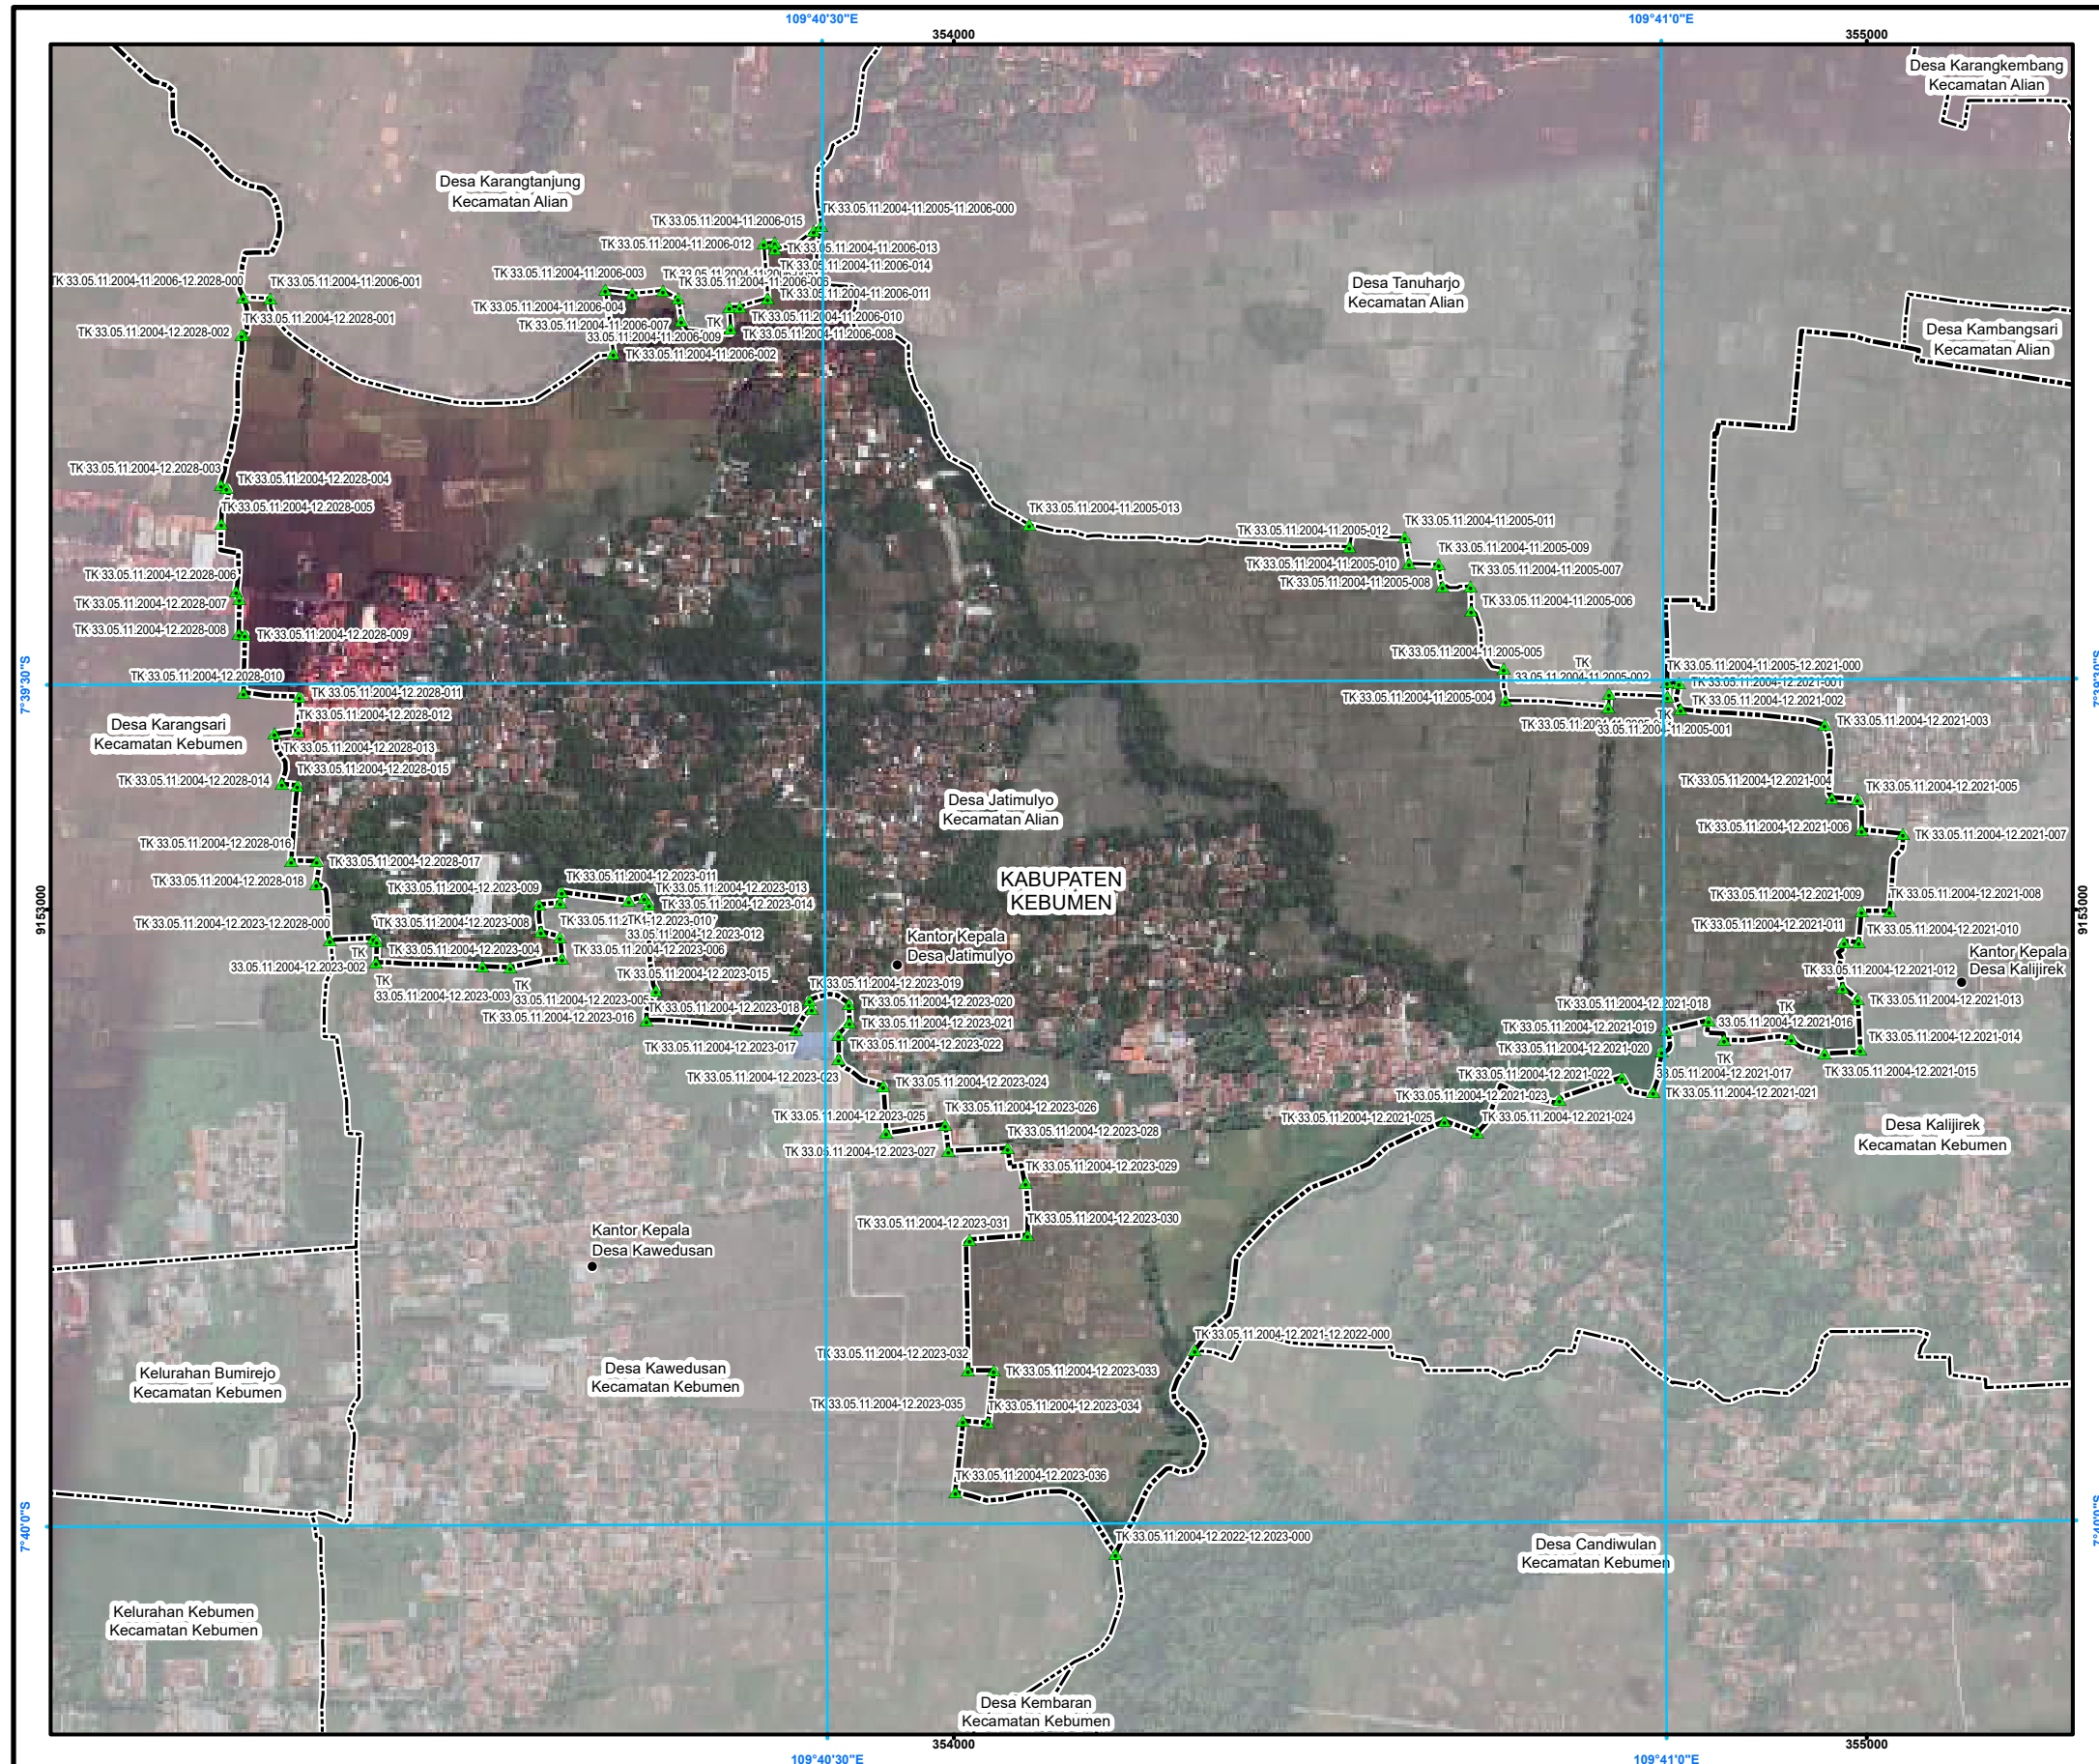 109°40'30"E
109°41'0"E
354000
355000
Desa Karangkembang
Kecamatan Alian
Desa Karangtanjung
Kecamatan Alian
TK 33.05.11.2004-11.2005-11.2006-000
TK 33.05.11.2004-11.2006-015
TK 33.05.11.2004-11.2006-012
TK 33.05.11.2004-11.2006-013
TK 33.05.11.2004-11.2006-014
TK 33.05.11.2004-11.2006-003
TK 33.05.11.2004-11.2006-006
TK 33.05.11.2004-11.2006-011
TK 33.05.11.2004-11.2006-12.2028-000
TK 33.05.11.2004-11.2006-001
TK 33.05.11.2004-11.2006-004
TK 33.05.11.2004-11.2006-010
TK 33.05.11.2004-12.2028-001
TK 33.05.11.2004-11.2006-007
TK
33.05.11.2004-11.2006-009
TK 33.05.11.2004-11.2006-008
TK 33.05.11.2004-12.2028-002
TK 33.05.11.2004-11.2006-002
Desa Tanuharjo
Kecamatan Alian
Desa Kambangsari
Kecamatan Alian
TK 33.05.11.2004-12.2028-003
TK 33.05.11.2004-12.2028-004
TK 33.05.11.2004-12.2028-005
TK 33.05.11.2004-11.2005-013
TK 33.05.11.2004-11.2005-012
TK 33.05.11.2004-11.2005-011
TK 33.05.11.2004-11.2005-009
TK 33.05.11.2004-11.2005-010
TK 33.05.11.2004-11.2005-007
TK 33.05.11.2004-11.2005-008
TK 33.05.11.2004-11.2005-006
TK 33.05.11.2004-12.2028-006
TK 33.05.11.2004-12.2028-007
TK 33.05.11.2004-12.2028-008
TK 33.05.11.2004-12.2028-009
TK 33.05.11.2004-11.2005-005
TK
33.05.11.2004-11.2005-002
TK 33.05.11.2004-11.2005-12.2021-000
TK 33.05.11.2004-12.2021-001
TK 33.05.11.2004-11.2005-004
TK 33.05.11.2004-12.2021-002
TK
33.05.11.2004-11.2005-001
TK 33.05.11.2004-12.2021-003
7°39'30"S
7°39'30"S
TK 33.05.11.2004-12.2028-010
TK 33.05.11.2004-12.2028-011
TK 33.05.11.2004-12.2028-012
Desa Karangsari
Kecamatan Kebumen
TK 33.05.11.2004-12.2028-013
TK 33.05.11.2004-12.2028-015
TK 33.05.11.2004-12.2028-014
TK 33.05.11.2004-12.2021-004
TK 33.05.11.2004-12.2021-005
Desa Jatimulyo
Kecamatan Alian
TK 33.05.11.2004-12.2021-006
TK 33.05.11.2004-12.2021-007
TK 33.05.11.2004-12.2028-016
TK 33.05.11.2004-12.2028-017
TK 33.05.11.2004-12.2028-018
KABUPATEN
KEBUMEN
TK 33.05.11.2004-12.2023-011
TK 33.05.11.2004-12.2023-009
TK 33.05.11.2004-12.2023-013
TK 33.05.11.2004-12.2023-014
TK 33.05.11.2004-12.2021-009
TK 33.05.11.2004-12.2021-008
9153000
9153000
TK 33.05.11.2004-12.2023-12.2028-000
TK 33.05.11.2004-12.2023-008
33.05.11.2004-12.2023-012
TK 33.05.11.2004-12.2021-011
TK 33.05.11.2004-12.2021-010
Kantor Kepala
Desa Jatimulyo
Kantor Kepala
Desa Kalijirek
TK 33.05.11.2004-12.2023-004
TK 33.05.11.2004-12.2023-006
TK
33.05.11.2004-12.2023-002
TK
33.05.11.2004-12.2023-003
TK
33.05.11.2004-12.2023-005
TK 33.05.11.2004-12.2023-015
TK 33.05.11.2004-12.2023-019
TK 33.05.11.2004-12.2023-018
TK 33.05.11.2004-12.2023-020
TK 33.05.11.2004-12.2023-016
TK 33.05.11.2004-12.2023-021
TK 33.05.11.2004-12.2023-017
TK 33.05.11.2004-12.2023-022
TK 33.05.11.2004-12.2021-012
TK 33.05.11.2004-12.2021-013
TK 33.05.11.2004-12.2021-018
TK
33.05.11.2004-12.2021-016
TK 33.05.11.2004-12.2021-019
TK 33.05.11.2004-12.2021-014
TK 33.05.11.2004-12.2021-020
TK
33.05.11.2004-12.2021-017
TK 33.05.11.2004-12.2021-015
TK 33.05.11.2004-12.2023-023
TK 33.05.11.2004-12.2023-024
TK 33.05.11.2004-12.2021-022
TK 33.05.11.2004-12.2021-021
TK 33.05.11.2004-12.2021-023
TK 33.05.11.2004-12.2023-025
TK 33.05.11.2004-12.2023-026
TK 33.05.11.2004-12.2021-025
TK 33.05.11.2004-12.2021-024
TK 33.05.11.2004-12.2023-028
TK 33.05.11.2004-12.2023-027
Desa Kalijirek
Kecamatan Kebumen
TK 33.05.11.2004-12.2023-029
TK 33.05.11.2004-12.2023-030
TK 33.05.11.2004-12.2023-031
Kantor Kepala
Desa Kawedusan
TK 33.05.11.2004-12.2021-12.2022-000
TK 33.05.11.2004-12.2023-032
TK 33.05.11.2004-12.2023-033
Kelurahan Bumirejo
Kecamatan Kebumen
Desa Kawedusan
Kecamatan Kebumen
TK 33.05.11.2004-12.2023-035
TK 33.05.11.2004-12.2023-034
TK 33.05.11.2004-12.2023-036
7°40'0"S
7°40'0"S
TK 33.05.11.2004-12.2022-12.2023-000
Desa Candiwulan
Kecamatan Kebumen
Kelurahan Kebumen
Kecamatan Kebumen
Desa Kembaran
Kecamatan Kebumen
354000
355000
109°40'30"E
109°41'0"E